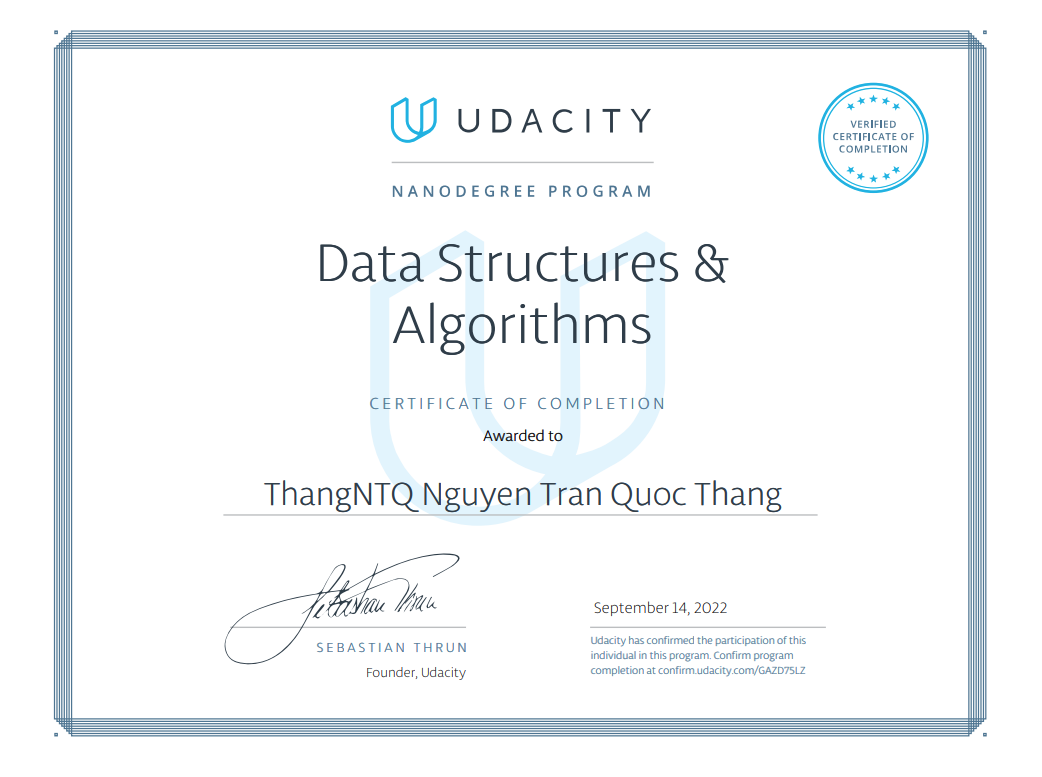 UDACITY
VERIFIED
CERTIFICATE OF
COMPLETION
NANODEGREE PROGRAM
Data Structures &
Algorithms
CERTIFICATE OF COMPLETION
Awarded to
ThangNTQ Nguyen Tran Quoc Thang
Sebastian Thrun
SEBASTIAN THRUN
Founder, Udacity
September 14, 2022
Udacity has confirmed the participation of this
individual in this program. Confirm program
completion at confirm.udacity.com/GAZD75LZ